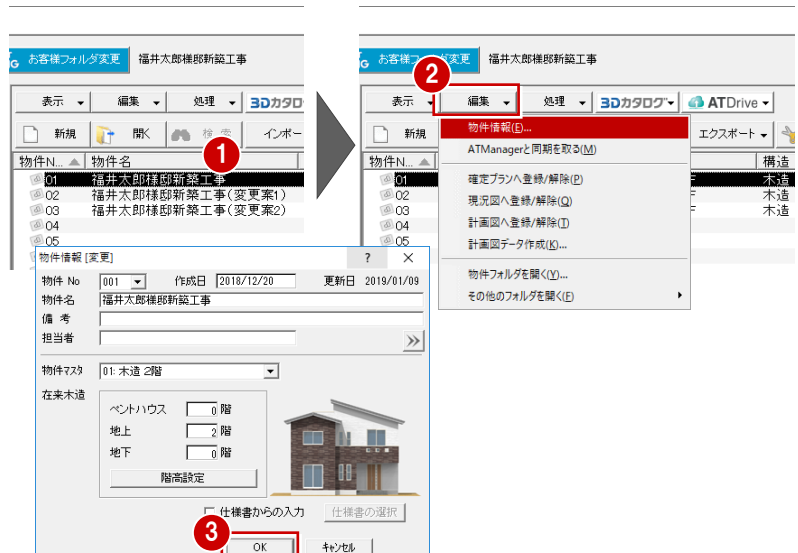 G お客様フォルダ変更 福井太郎様邸新築工事
表示 編集 処理 3Dカタログ
新規 開く 検索 インポー
1
物件N... 物件名
01 福井太郎様邸新築工事
02 福井太郎様邸新築工事(変更案1)
03 福井太郎様邸新築工事(変更案2)
04
05
G お客様フォルダ変更 福井太郎様邸新築工事
2
表示 編集 処理 3Dカタログ ATDrive
新規 エクスポート
物件N... 構造
01 木造
02 木造
03 木造
04
05
物件情報(E)...
ATManagerと同期を取る(M)
確定プランへ登録/解除(P)
現況図へ登録/解除(Q)
計画図へ登録/解除(T)
計画図データ作成(K)...
物件フォルダを開く(Y)...
その他のフォルダを開く(F)
物件情報 [変更] ? ×
物件 No 001 作成日 2018/12/20 更新日 2019/01/09
物件名 福井太郎様邸新築工事
備 考
担当者 >>
物件マスタ 01: 木造 2階
在来木造
ペントハウス 0 階
地上 2 階
地下 0 階
階高設定
仕様書からの入力 仕様書の選択
3
OK キャンセル